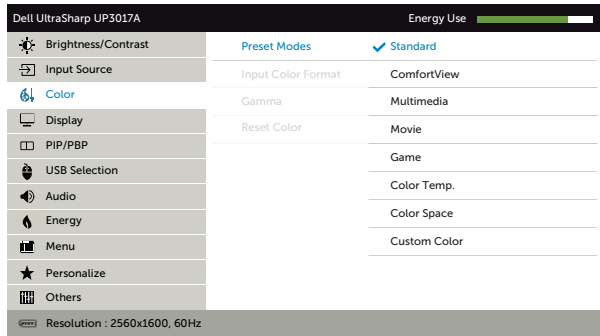 Dell UltraSharp UP3017A
Energy Use
Brightness/Contrast
Input Source
Color
Display
PIP/PBP
USB Selection
Audio
Energy
Menu
Personalize
Others
Preset Modes
Input Color Format
Gamma
Reset Color
Standard
ComfortView
Multimedia
Movie
Game
Color Temp.
Color Space
Custom Color
Resolution : 2560x1600, 60Hz